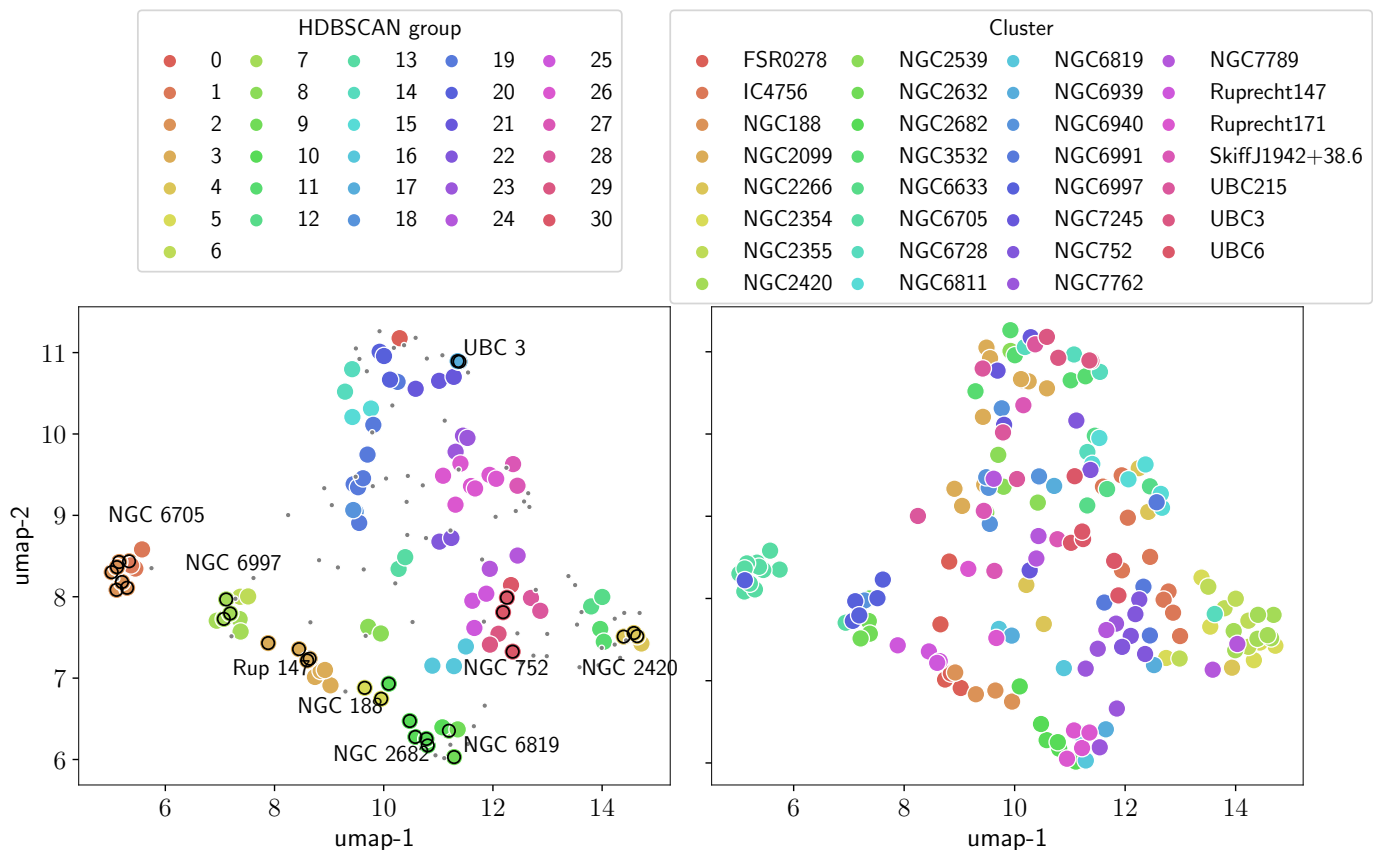 HDBSCAN group
0 7 13 19 25
1 8 14 20 26
2 9 15 21 27
3 10 16 22 28
4 11 17 23 29
5 12 18 24 30
6
Cluster
FSR0278 NGC2539 NGC6819 NGC7789
IC4756 NGC2632 NGC6939 Ruprecht147
NGC188 NGC2682 NGC6940 Ruprecht171
NGC2099 NGC3532 NGC6991 SkiffJ1942+38.6
NGC2266 NGC6633 NGC6997 UBC215
NGC2354 NGC6705 NGC7245 UBC3
NGC2355 NGC6728 NGC752 UBC6
NGC2420 NGC6811 NGC7762
11
10
9
8
7
6
umap-2
UBC 3
NGC 6705
NGC 6997
Rup 147
NGC 752
NGC 2420
NGC 188
NGC 2682
NGC 6819
6 8 10 12 14
umap-1
6 8 10 12 14
umap-1